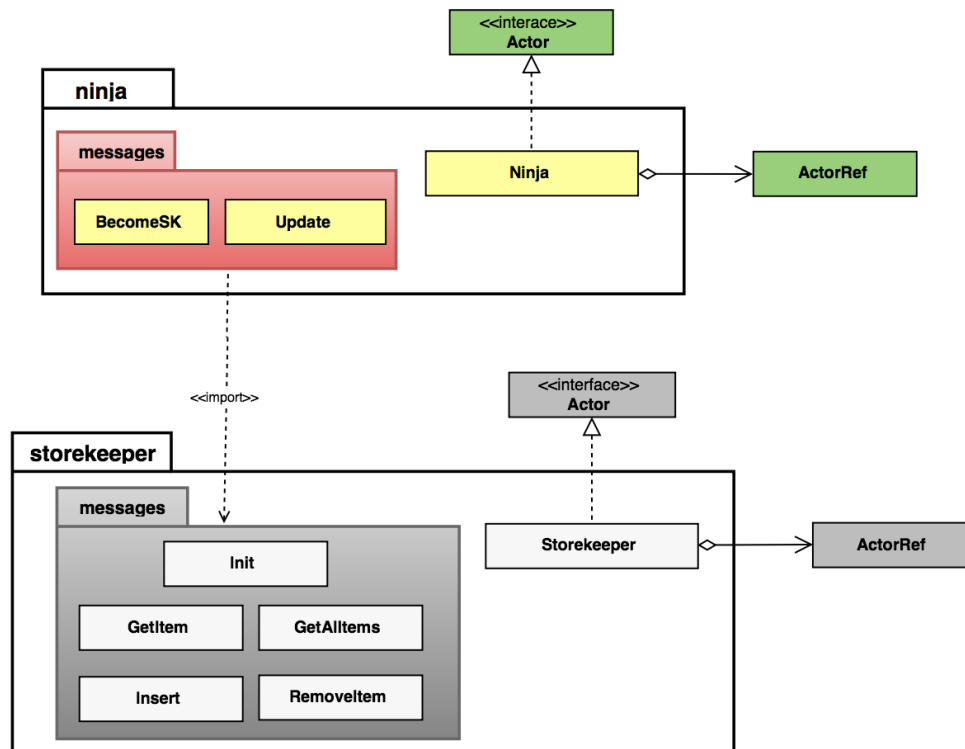 <<interace>>
Actor
ninja
messages
Ninja
ActorRef
BecomeSK
Update
<<import>>
<<interface>>
Actor
storekeeper
messages
Storekeeper
ActorRef
Init
GetItem
GetAlltems
Insert
RemoveItem